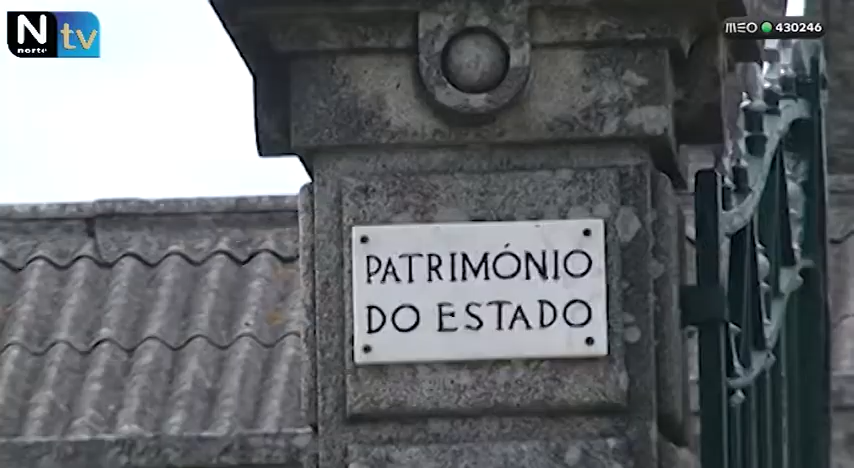 N tv
norte
MEO 430246
PATRIMÓNIO
DO ESTADO